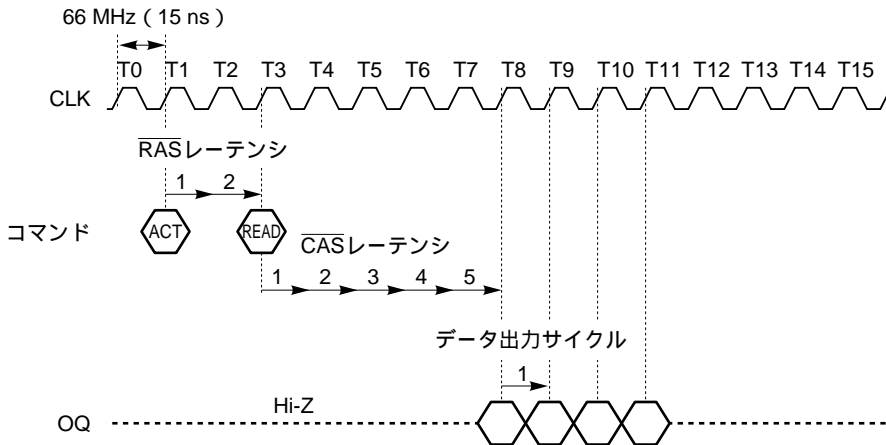 66 MHz ( 15 ns )
T0 T1 T2 T3 T4 T5 T6 T7 T8 T9 T10 T11 T12 T13 T14 T15
CLK
RASレーテンシ
1 2
コマンド ACT READ
CASレーテンシ
1 2 3 4 5
データ出力サイクル
1
OQ Hi-Z